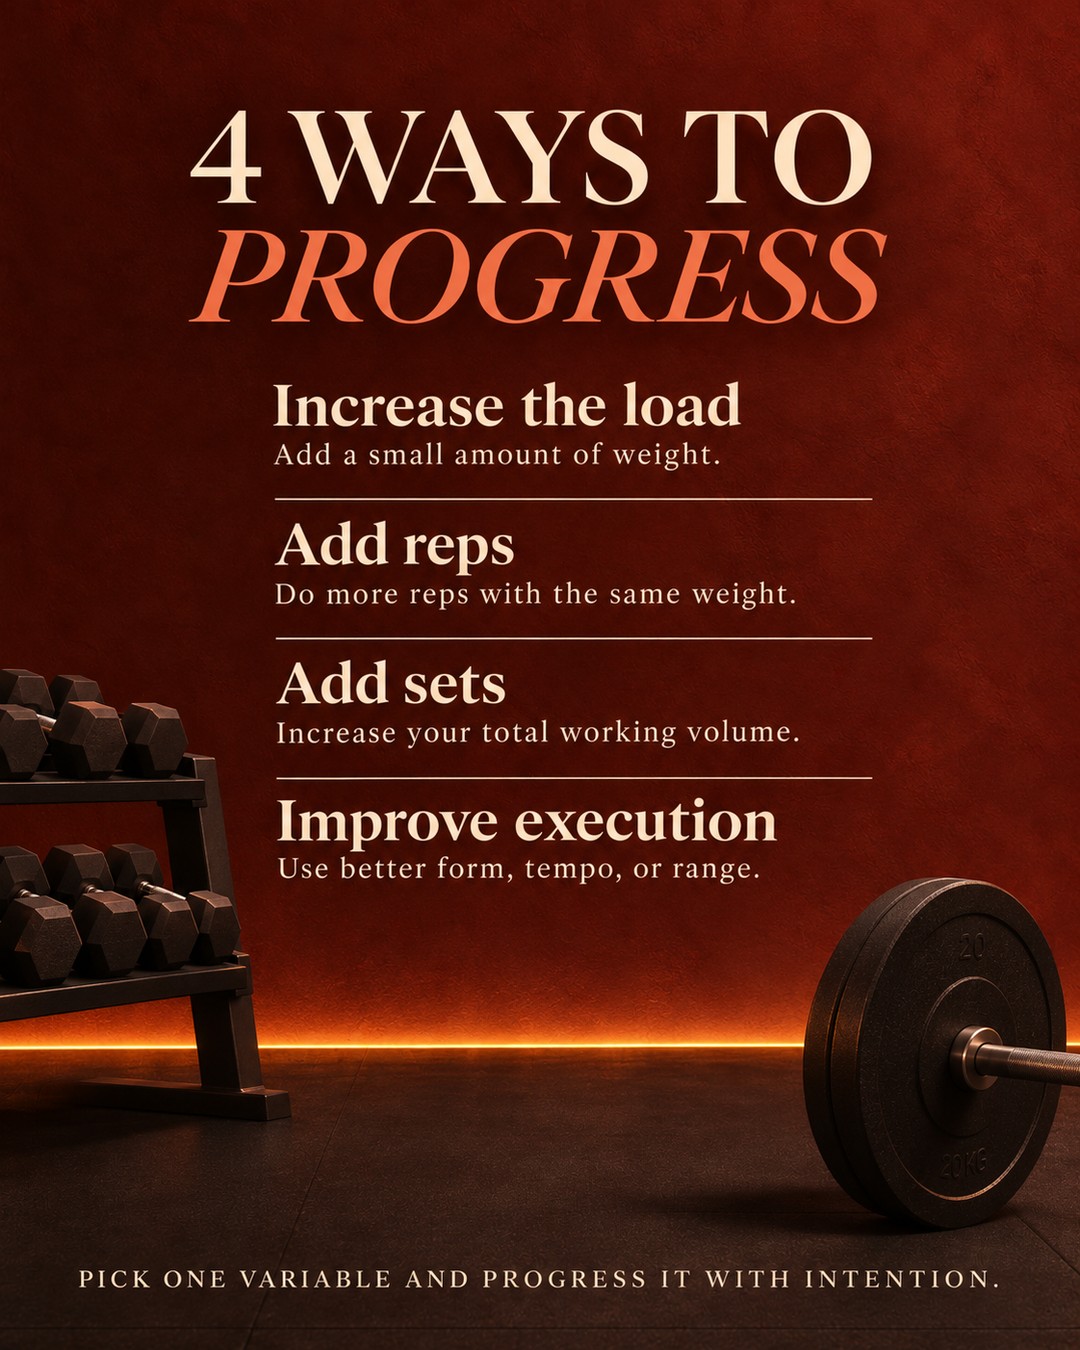 4 WAYS TO
PROGRESS
Increase the load
Add a small amount of weight.
Add reps
Do more reps with the same weight.
Add sets
Increase your total working volume.
Improve execution
Use better form, tempo, or range.
20
20KG
PICK ONE VARIABLE AND PROGRESS IT WITH INTENTION.